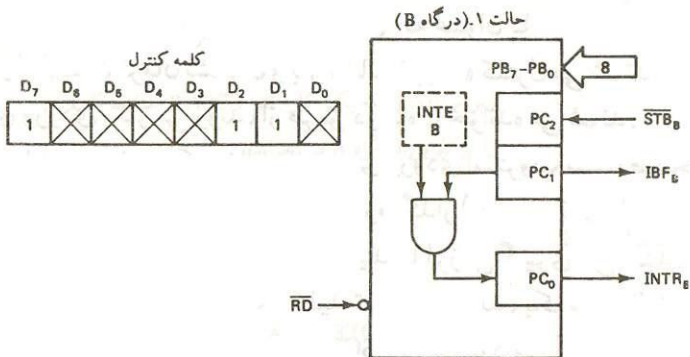 حالت ۱.(درگاه B)
کلمه کنترل
D7 D6 D5 D4 D3 D2 D1 D0
1 1 1
PB7-PB0
8
INTE
B
PC2
STBB
PC1
IBFB
PC0
INTRB
RD